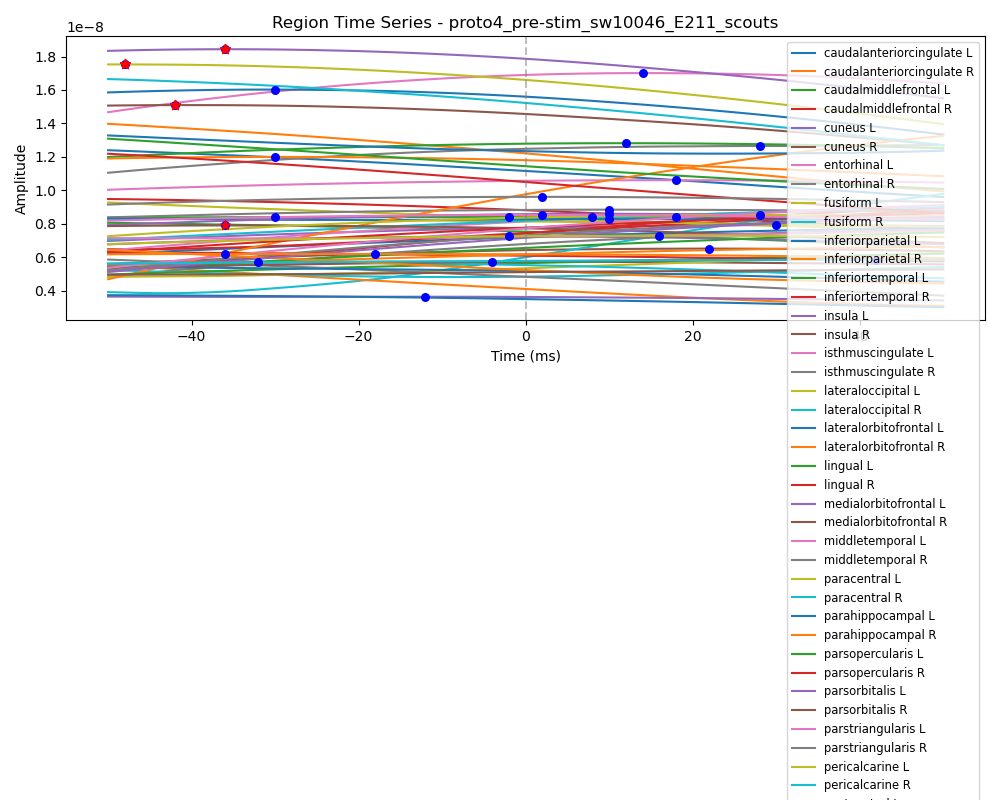 Region Time Series - proto4_pre-stim_sw10046_E211_scouts
1e−8
1.8
1.6
1.4
1.2
1.0
0.8
0.6
0.4
Amplitude
−40
−20
0
20
Time (ms)
caudalanteriorcingulate L
caudalanteriorcingulate R
caudalmiddlefrontal L
caudalmiddlefrontal R
cuneus L
cuneus R
entorhinal L
entorhinal R
fusiform L
fusiform R
inferiorparietal L
inferiorparietal R
inferiortemporal L
inferiortemporal R
insula L
insula R
isthmuscingulate L
isthmuscingulate R
lateraloccipital L
lateraloccipital R
lateralorbitofrontal L
lateralorbitofrontal R
lingual L
lingual R
medialorbitofrontal L
medialorbitofrontal R
middletemporal L
middletemporal R
paracentral L
paracentral R
parahippocampal L
parahippocampal R
parsopercularis L
parsopercularis R
parsorbitalis L
parsorbitalis R
parstriangularis L
parstriangularis R
pericalcarine L
pericalcarine R